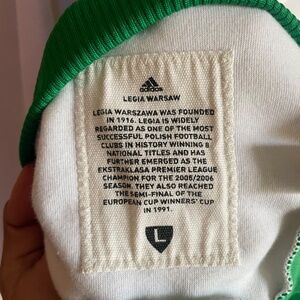 adidas
LEGIA WARSAW
LEGIA WARSZAWA WAS FOUNDED
IN 1916. LEGIA IS WIDELY
REGARDED AS ONE OF THE MOST
SUCCESSFUL POLISH FOOTBALL
CLUBS IN HISTORY WINNING 8
NATIONAL TITLES AND HAS
FURTHER EMERGED AS THE
EKSTRAKLASA PREMIER LEAGUE
CHAMPION FOR THE 2005/2006
SEASON. THEY ALSO REACHED
THE SEMI-FINAL OF THE
EUROPEAN CUP WINNERS' CUP
IN 1991.
L